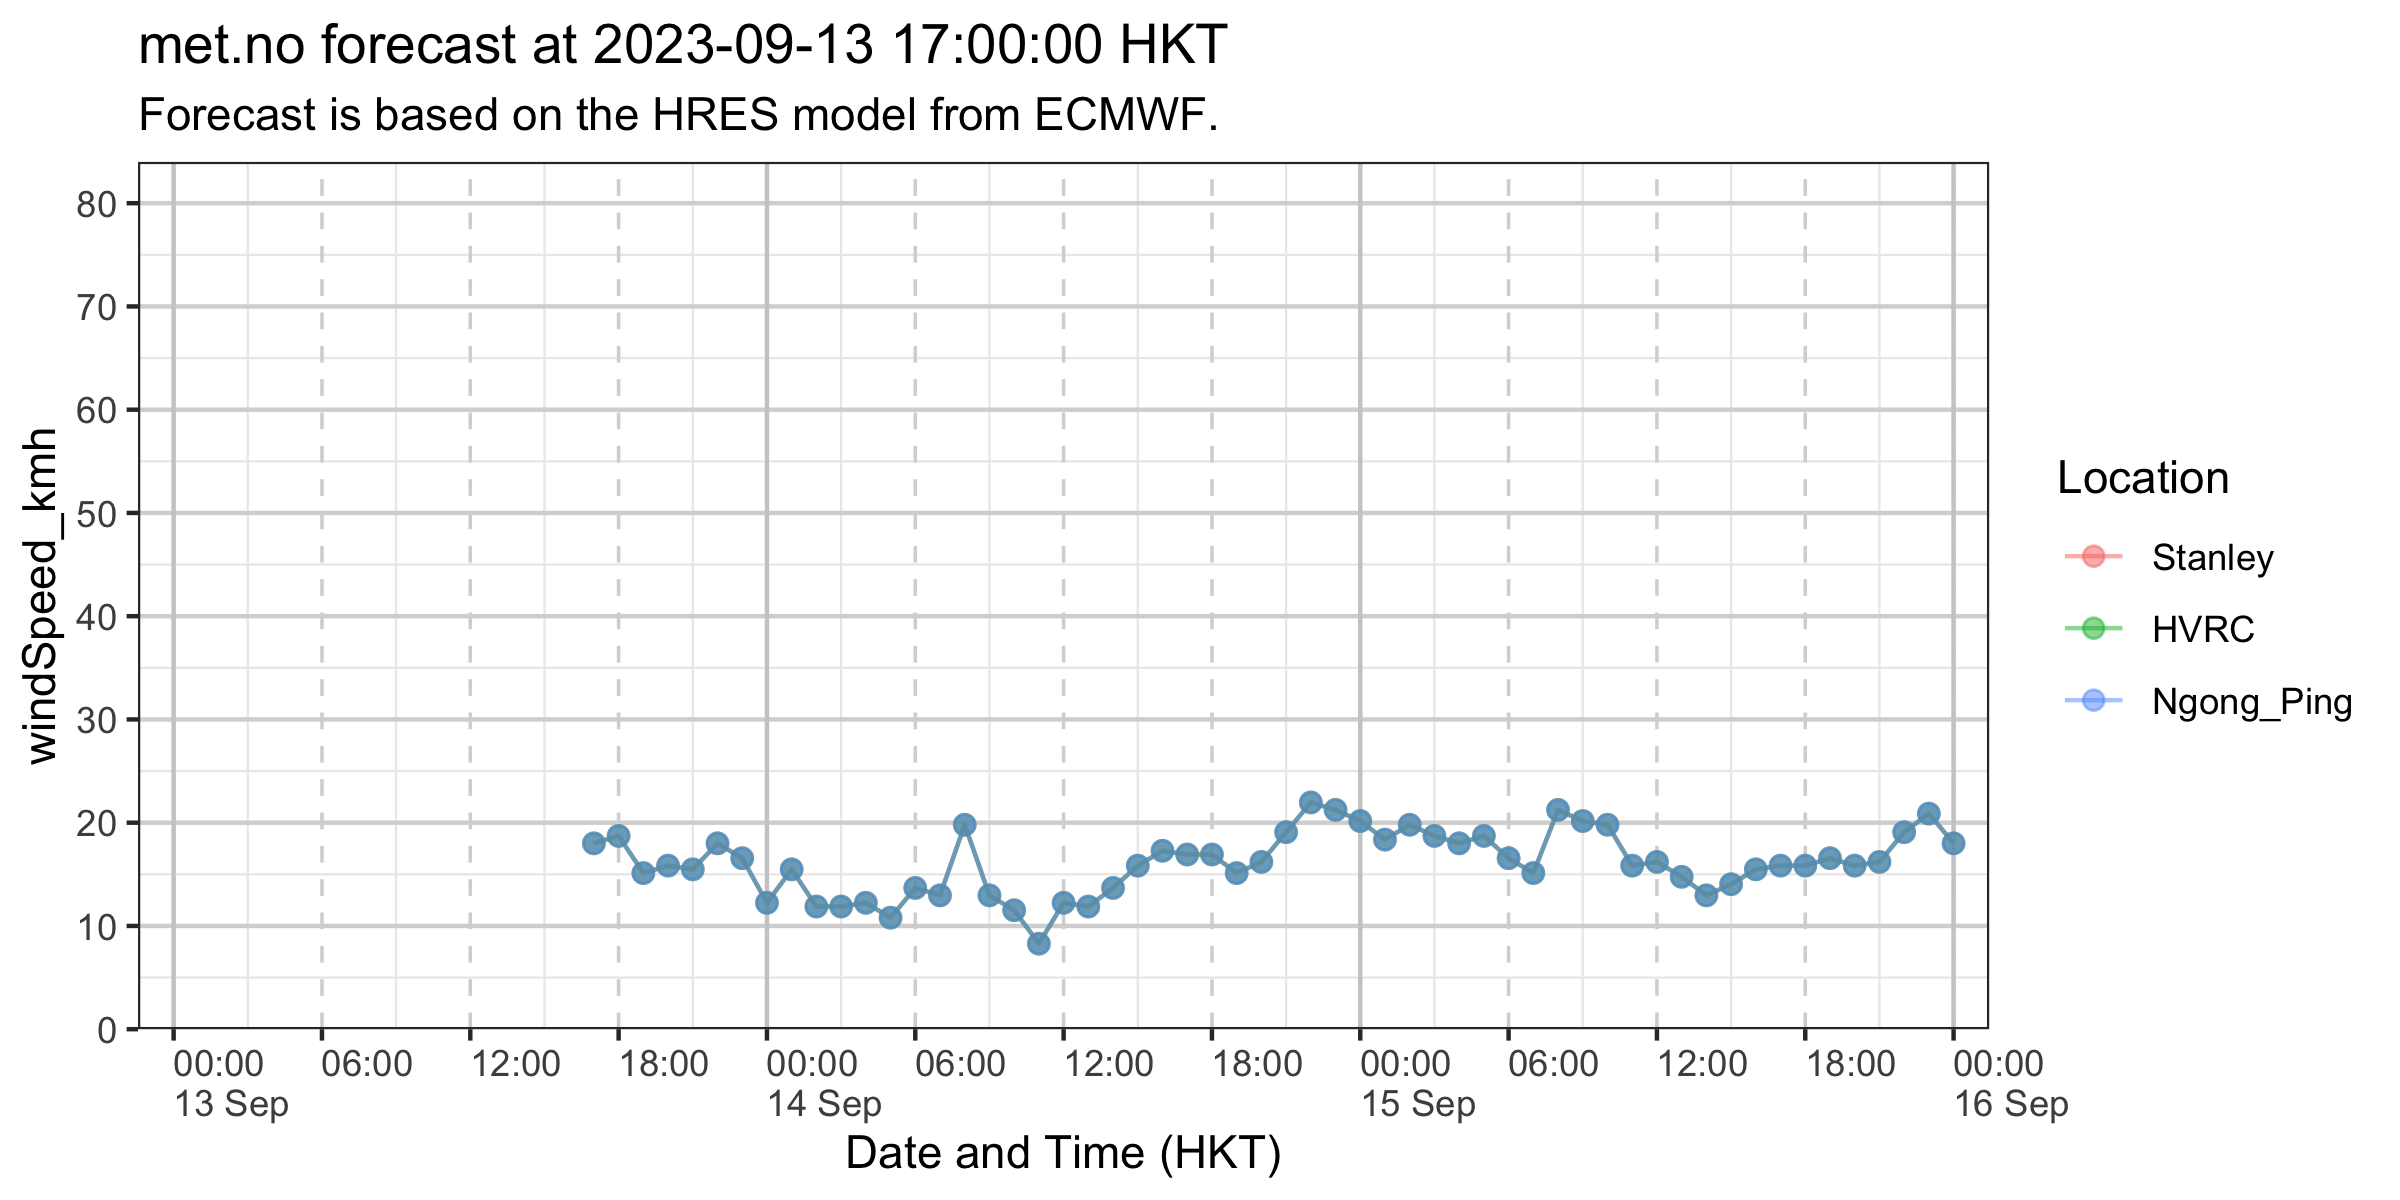 met.no forecast at 2023-09-13 17:00:00 HKT
Forecast is based on the HRES model from ECMWF.
windSpeed_kmh
80
70
60
50
40
30
20
10
0
00:00 06:00 12:00 18:00 00:00 06:00 12:00 18:00 00:00 06:00 12:00 18:00 00:00
13 Sep 14 Sep 15 Sep 16 Sep
Date and Time (HKT)
Location
Stanley
HVRC
Ngong_Ping